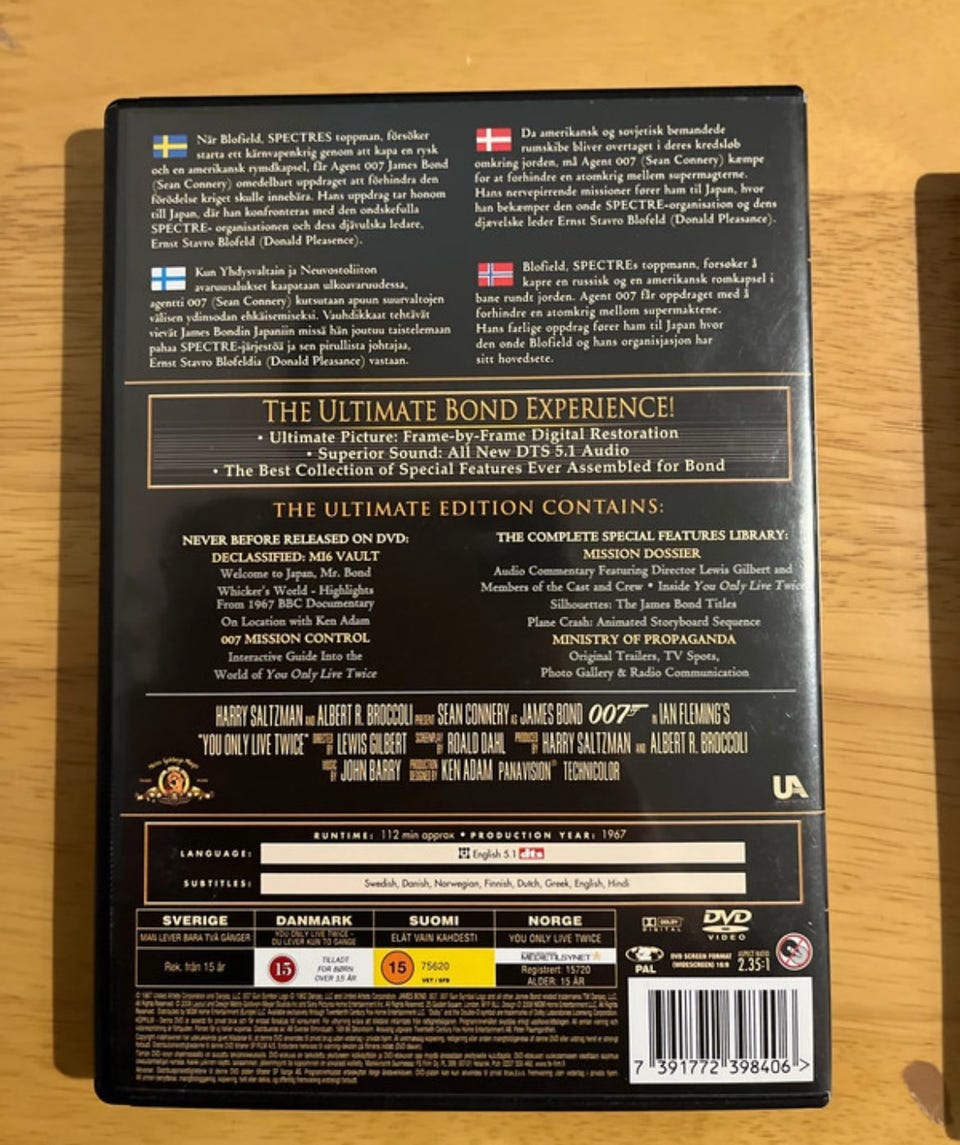 När Blofield, SPECTRES toppman, försöker
starta ett kärnvapenkrig genom att kapa en rysk
och en amerikansk rymdkapsel, får Agent 007 James Bond
(Sean Connery) omedelbart uppdraget att förhindra den
förödelse kriget skulle innebära. Hans uppdrag tar honom
till Japan, där han konfronteras med den ondskefulla
SPECTRE- organisationen och dess djävulska ledare,
Ernst Stavro Blofeld (Donald Pleasence).
Da amerikansk og sovjetisk bemandede
rumskibe bliver overtaget i deres kredsløb
omkring jorden, må Agent 007 (Sean Connery) kæmpe
for at forhindre en atomkrig mellem supermagterne.
Hans nervepirrende missioner fører ham til Japan, hvor
han bekæmper den onde SPECTRE-organisation og dens
djævelske leder Ernst Stavro Blofeld (Donald Pleasance).
Kun Yhdysvaltain ja Neuvostoliiton
avaruusalukset kaapataan ulkoavaruudessa,
agentti 007 (Sean Connery) kutsutaan apuun suurvaltojen
välisen ydinsodan ehkäisemiseksi. Vauhdikkaat tehtävät
vievät James Bondin Japaniin missä hän joutuu taistelemaan
pahaa SPECTRE-järjestöä ja sen pirullista johtajaa,
Ernst Stavro Blofeldia (Donald Pleasance) vastaan.
Blofield, SPECTREs toppmann, forsøker å
kapre en russisk og en amerikansk romkapsel i
bane rundt jorden. Agent 007 får oppdraget med å
forhindre en atomkrig mellom supermaktene.
Hans farlige oppdrag fører ham til Japan hvor
den onde Blofield og hans organisjasjon har
sitt hovedsete.
THE ULTIMATE BOND EXPERIENCE!
• Ultimate Picture: Frame-by-Frame Digital Restoration
• Superior Sound: All New DTS 5.1 Audio
• The Best Collection of Special Features Ever Assembled for Bond
THE ULTIMATE EDITION CONTAINS:
NEVER BEFORE RELEASED ON DVD:
DECLASSIFIED: MI6 VAULT
Welcome to Japan, Mr. Bond
Whicker's World - Highlights
From 1967 BBC Documentary
On Location with Ken Adam
007 MISSION CONTROL
Interactive Guide Into the
World of You Only Live Twice
THE COMPLETE SPECIAL FEATURES LIBRARY:
MISSION DOSSIER
Audio Commentary Featuring Director Lewis Gilbert and
Members of the Cast and Crew • Inside You Only Live Twice
Silhouettes: The James Bond Titles
Plane Crash: Animated Storyboard Sequence
MINISTRY OF PROPAGANDA
Original Trailers, TV Spots,
Photo Gallery & Radio Communication
HARRY SALTZMAN AND ALBERT R. BROCCOLI PRESENT SEAN CONNERY AS JAMES BOND 007 IN IAN FLEMING'S
"YOU ONLY LIVE TWICE" DIRECTED BY LEWIS GILBERT SCREENPLAY BY ROALD DAHL PRODUCED BY HARRY SALTZMAN AND ALBERT R. BROCCOLI
MUSIC BY JOHN BARRY PRODUCTION DESIGNED BY KEN ADAM PANAVISION® TECHNICOLOR
UA
RUNTIME: 112 min approx • PRODUCTION YEAR: 1967
LANGUAGE: English 5.1 dts
SUBTITLES: Swedish, Danish, Norwegian, Finnish, Dutch, Greek, English, Hindi
SVERIGE
MAN LEVER BARA TVÅ GÅNGER
Rek. från 15 år
DANMARK
YOU ONLY LIVE TWICE -
DU LEVER KUN TO GANGE
15
TILLADT
FOR BØRN
OVER 15 ÅR
SUOMI
ELÄT VAIN KAHDESTI
15 75620
VET / SFB
NORGE
YOU ONLY LIVE TWICE
MEDIETILSYNET
Registrert: 15720
ALDER: 15 ÅR
DOLBY
DIGITAL
DVD
VIDEO
PAL
DVD SCREEN FORMAT
(WIDESCREEN) 16:9
ASPECT RATIO
2.35:1
7 391772 398406 >